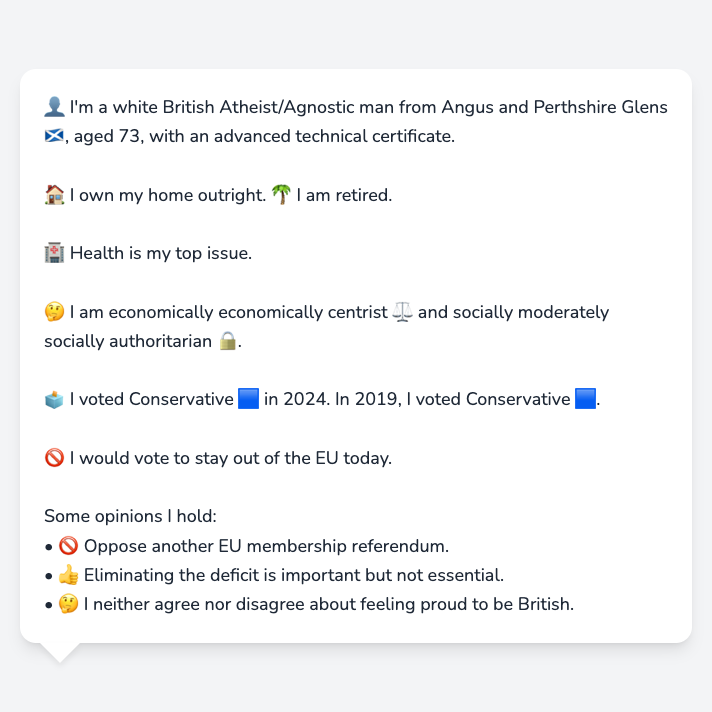 👤 I'm a white British Atheist/Agnostic man from Angus and Perthshire Glens
🏴󠁧󠁢󠁳󠁣󠁴󠁿, aged 73, with an advanced technical certificate.
🏠 I own my home outright. 🌴 I am retired.
🏥 Health is my top issue.
🤔 I am economically economically centrist ⚖️ and socially moderately
socially authoritarian 🔒.
🗳️ I voted Conservative 🟦 in 2024. In 2019, I voted Conservative 🟦.
🚫 I would vote to stay out of the EU today.
Some opinions I hold:
• 🚫 Oppose another EU membership referendum.
• 👍 Eliminating the deficit is important but not essential.
• 🤔 I neither agree nor disagree about feeling proud to be British.